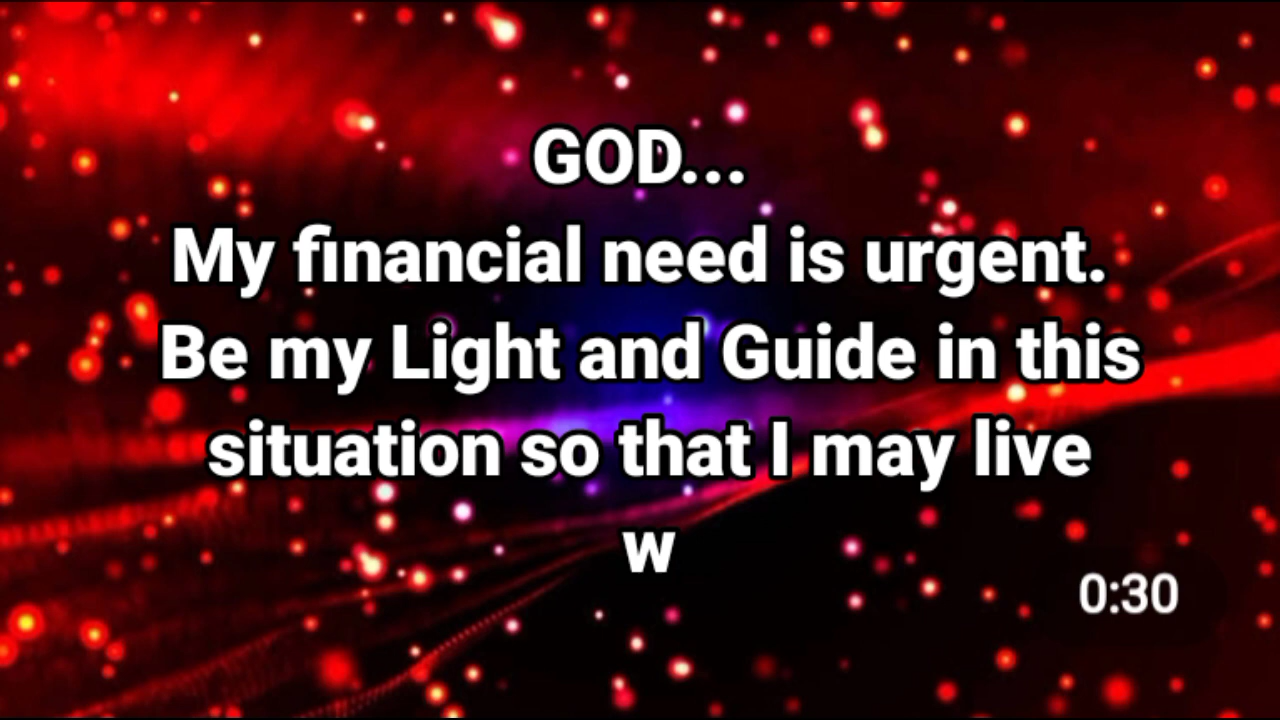 GOD...
My financial need is urgent.
Be my Light and Guide in this
situation so that I may live
w
0:30